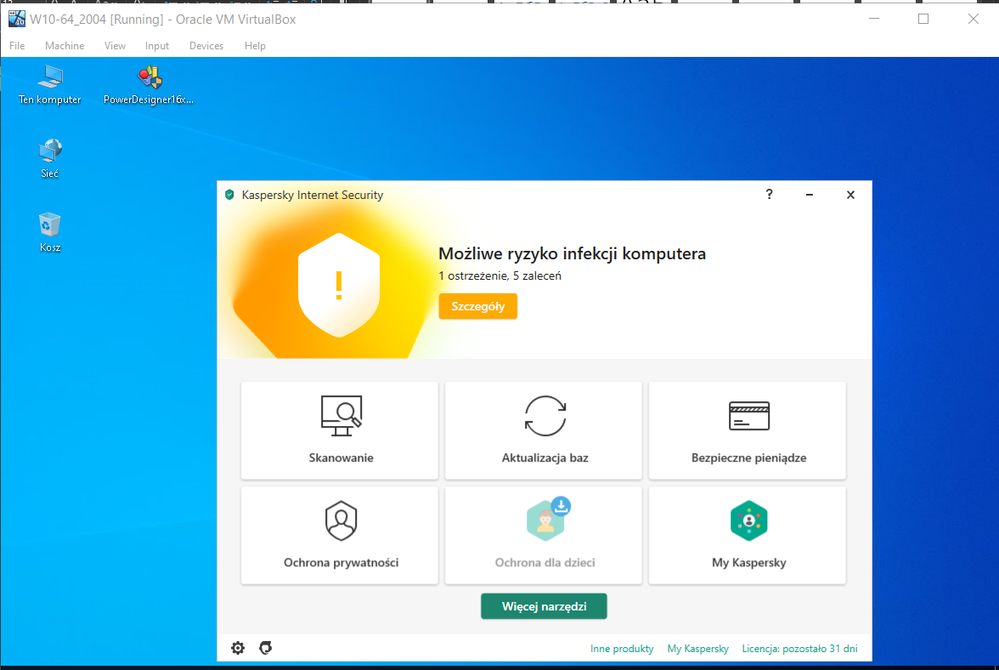 W10-64_2004 [Running] - Oracle VM VirtualBox
File Machine View Input Devices Help
Ten komputer
PowerDesigner16x...
Sieć
Kosz
Kaspersky Internet Security
?
Możliwe ryzyko infekcji komputera
1 ostrzeżenie, 5 zaleceń
Szczegóły
Skanowanie
Aktualizacja baz
Bezpieczne pieniądze
Ochrona prywatności
Ochrona dla dzieci
My Kaspersky
Więcej narzędzi
Inne produkty My Kaspersky Licencja: pozostało 31 dni